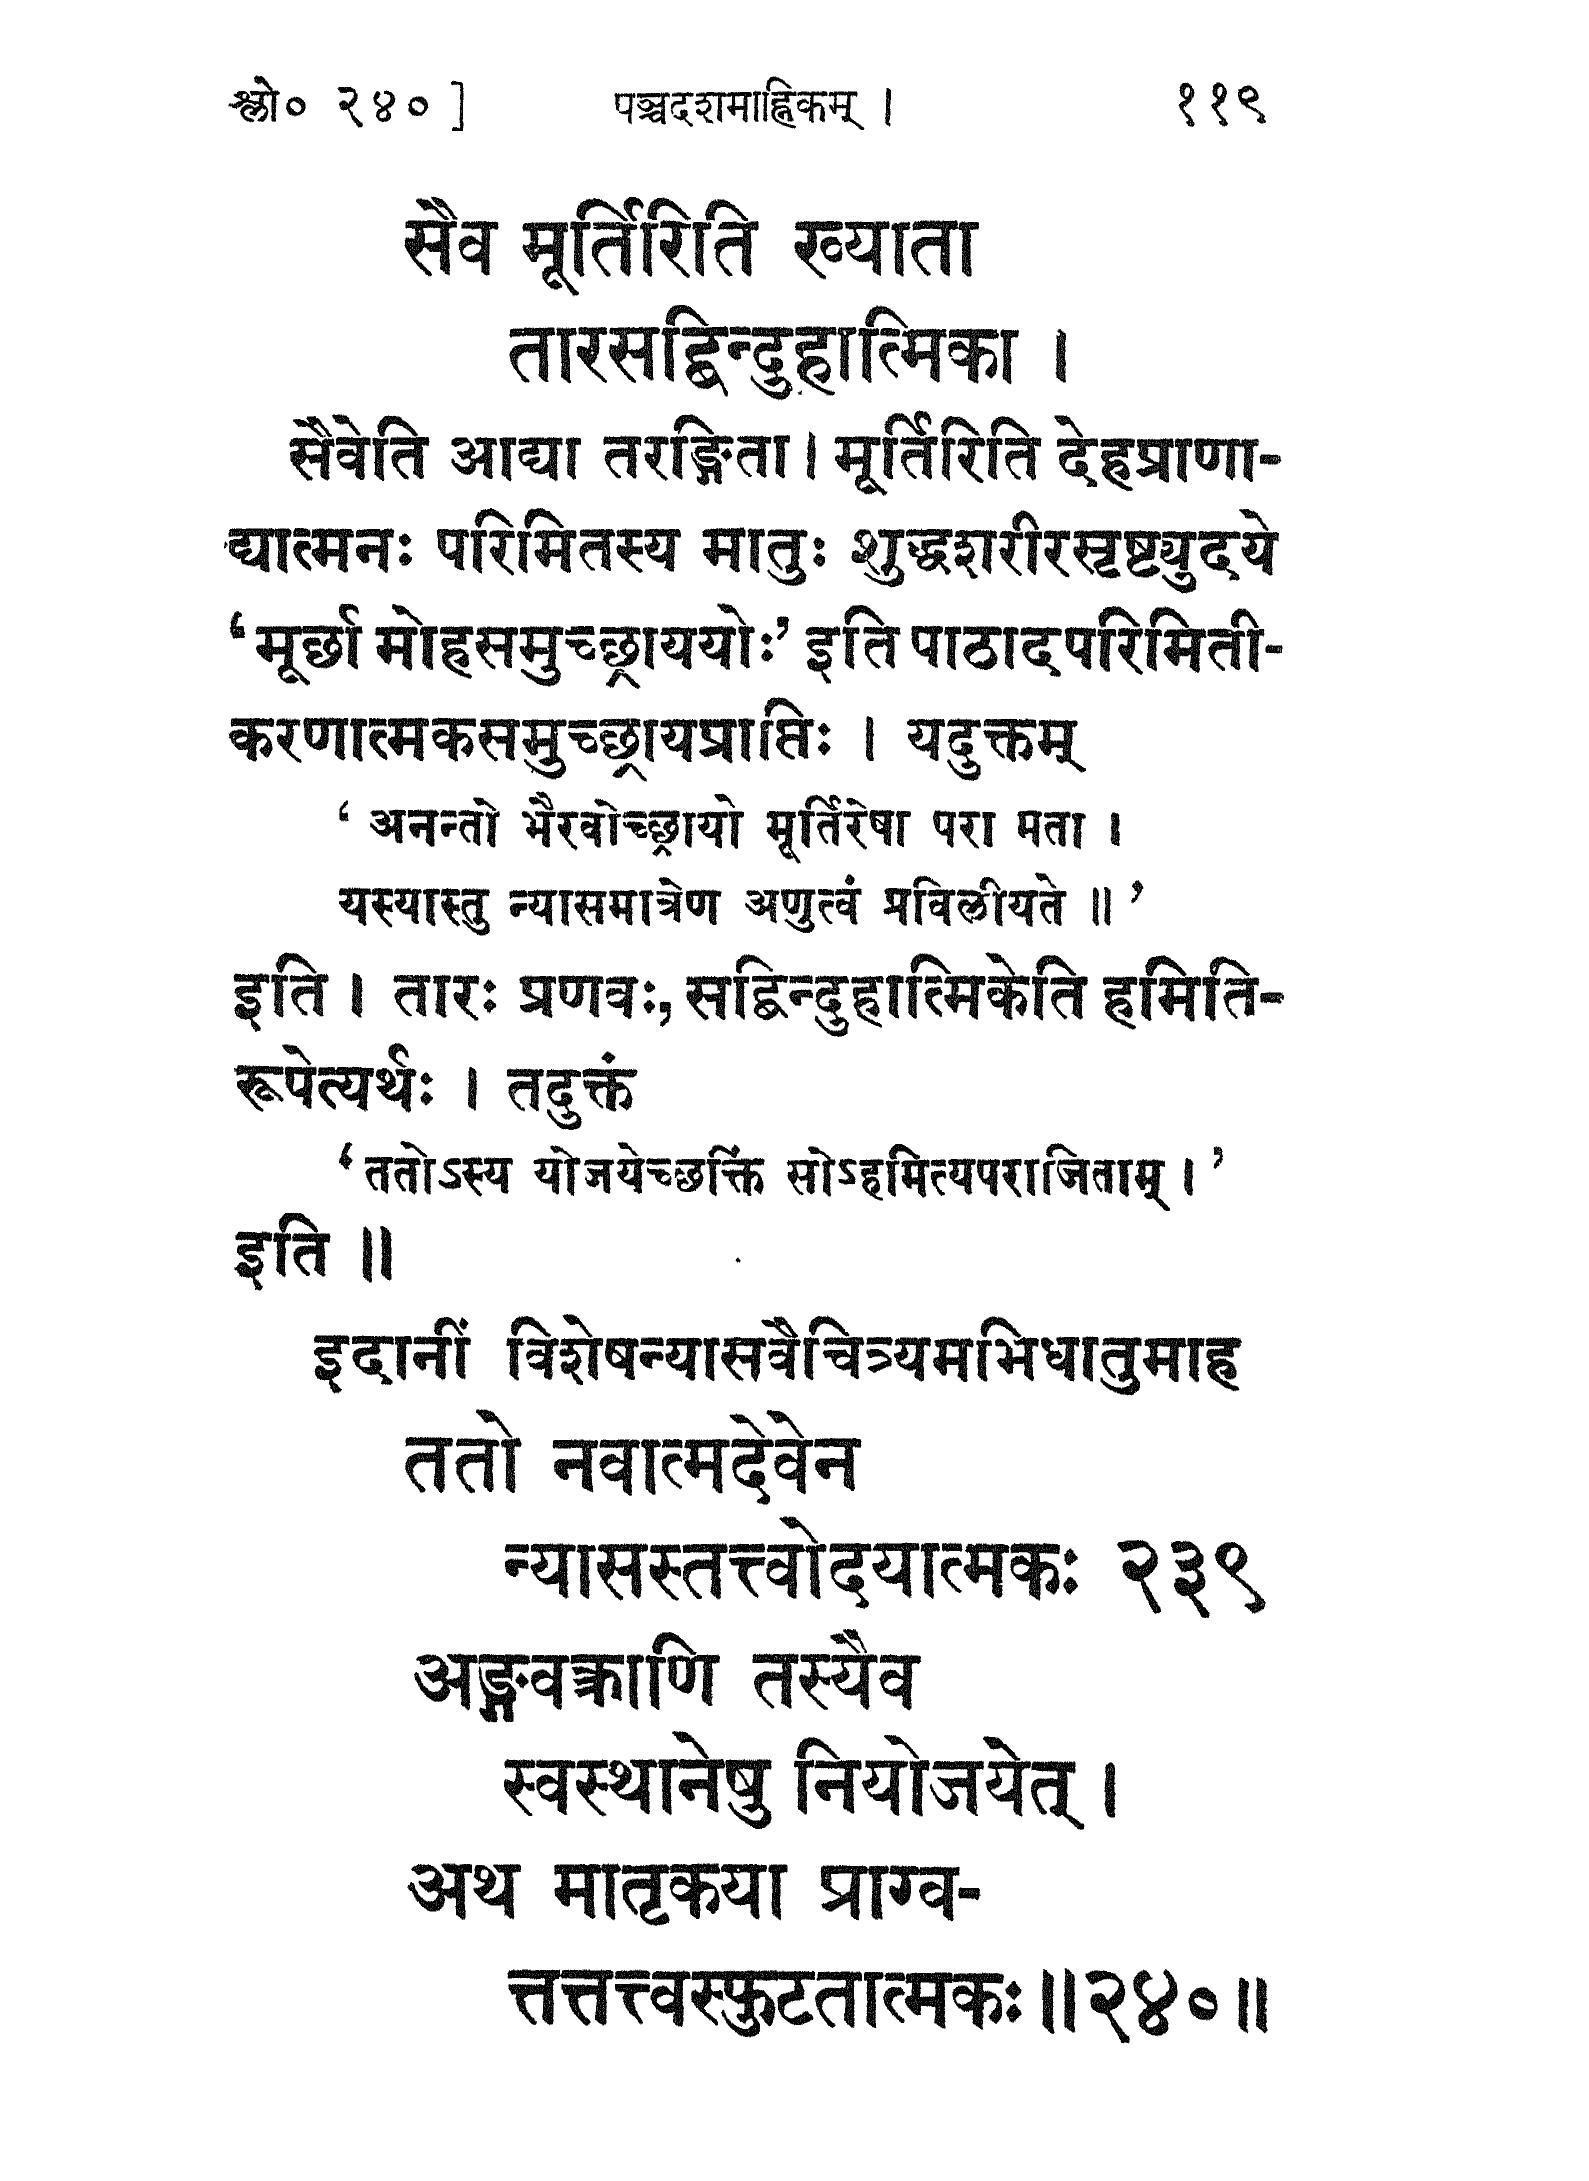 श्लो० २४० ] पञ्चदशमाह्निकम् । ११९
सैव मूर्तिरिति ख्याता
तारसद्बिन्दुहात्मिका ।
सैवेति आद्या तरङ्गिता । मूर्तिरिति देहप्राणा-
द्यात्मनः परिमितस्य मातुः शुद्धशरीरसृष्ट्युदये
‘मूर्छा मोहसमुच्छ्राययोः’ इति पाठादपरिमिती-
करणात्मकसमुच्छ्रायप्राप्तिः । यदुक्तम्
‘ अनन्तो भैरवोच्छ्रायो मूर्तिरेषा परा मता ।
यस्यास्तु न्यासमात्रेण अणुत्वं प्रविलीयते ॥ ’
इति । तारः प्रणवः, सद्बिन्दुहात्मिकेति हमिति-
रूपेत्यर्थः । तदुक्तं
‘ ततोऽस्य योजयेच्छक्तिं सोऽहमित्यपराजिताम् । ’
इति ॥
इदानीं विशेषन्यासवैचित्र्यमभिधातुमाह
ततो नवात्मदेवेन
न्यासस्तत्त्वोदयात्मकः २३९
अङ्गवक्त्राणि तस्यैव
स्वस्थानेषु नियोजयेत् ।
अथ मातृकया प्राग्व-
त्तत्तत्त्वस्फुटतात्मकः ॥ २४० ॥